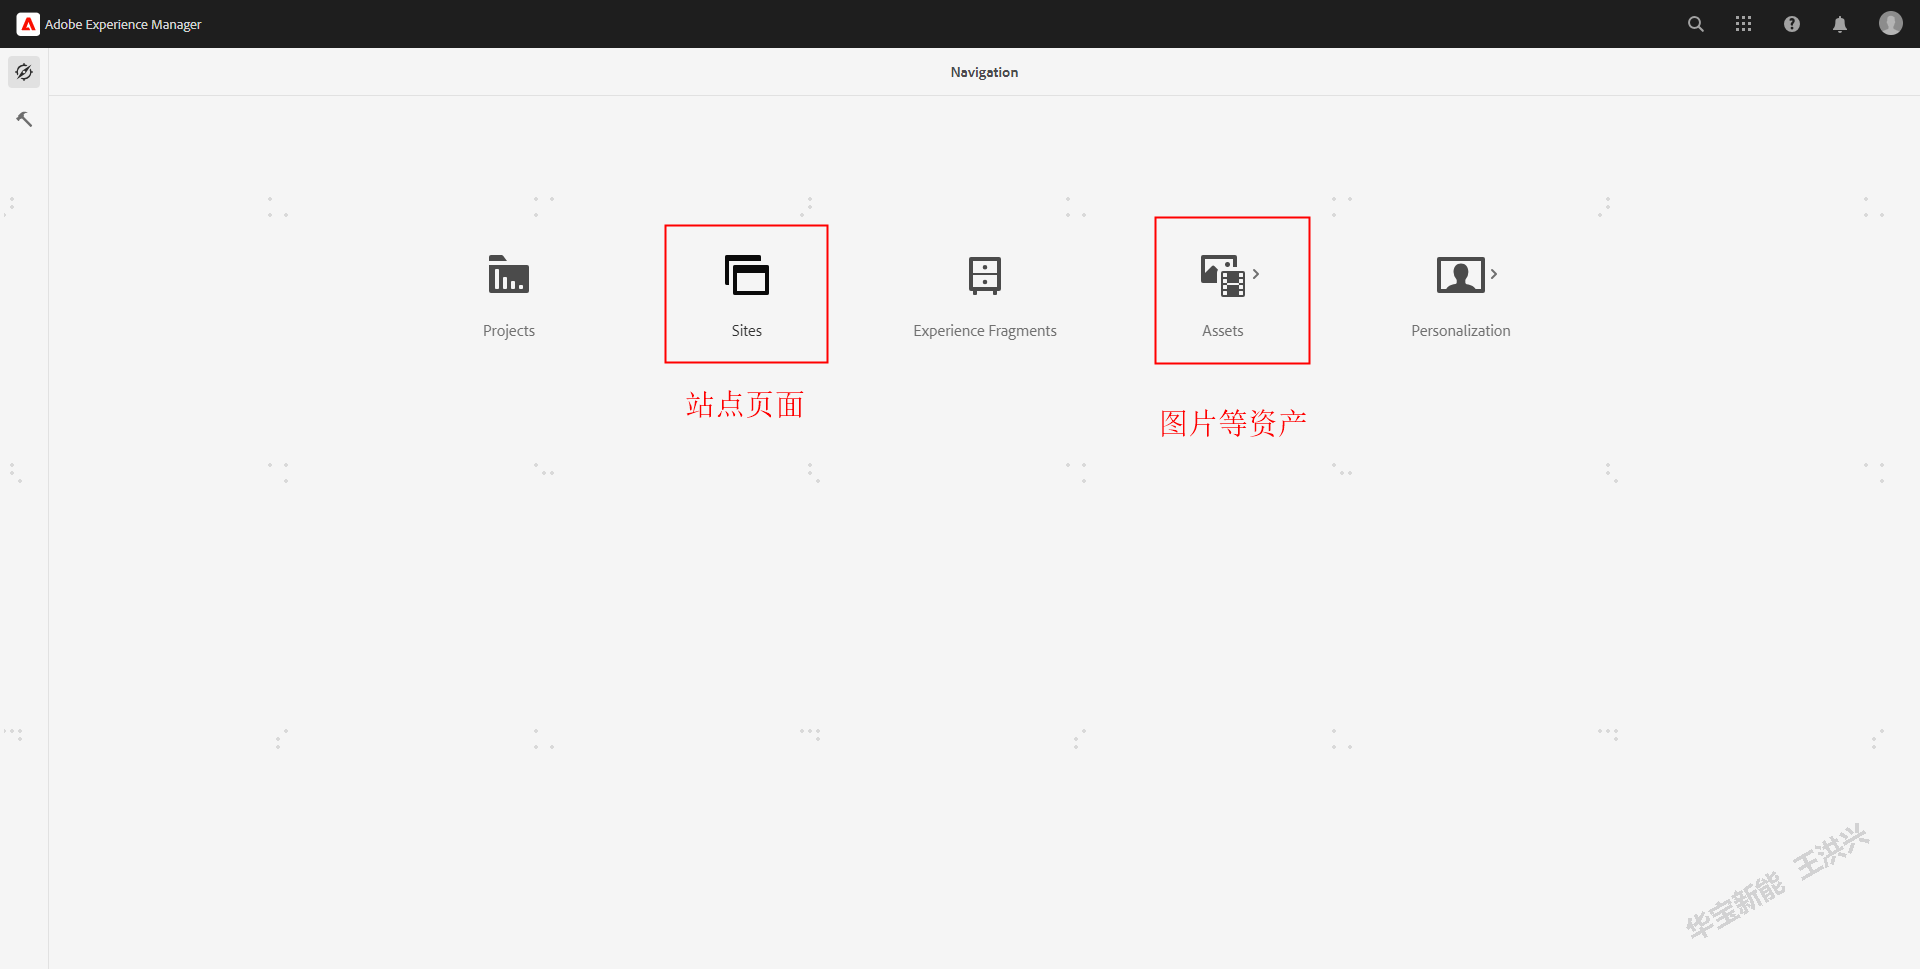 Adobe Experience Manager
Navigation
Projects
Sites
Experience Fragments
Assets
Personalization
站点页面
图片等资产
华宝新能 王洪兴